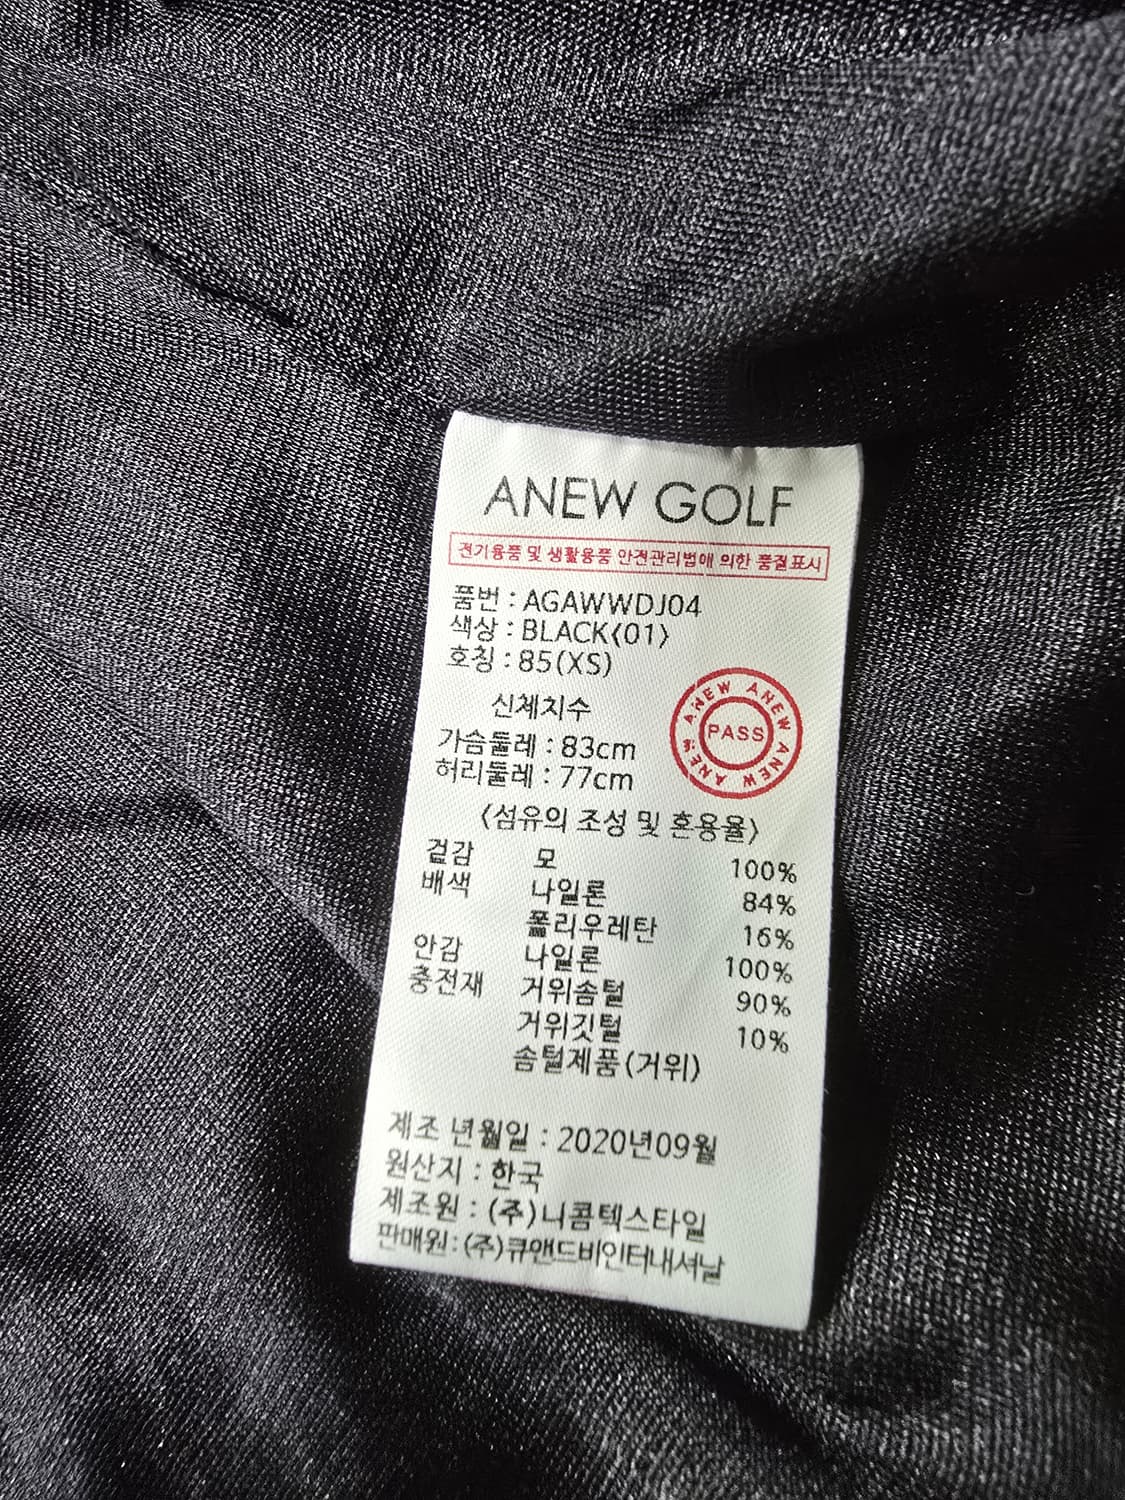 ANEW GOLF
전기용품 및 생활용품 안전관리법에 의한 품질표시
품번 : AGAWWDJ04
색상 : BLACK(01)
호칭 : 85(XS)
신체치수
가슴둘레 : 83cm
허리둘레 : 77cm
ANEW ANEW ANEW ANEW ANEW
PASS
<섬유의 조성 및 혼용율>
겉감 모 100%
배색 나일론 84%
폴리우레탄 16%
안감 나일론 100%
충전재 거위솜털 90%
거위깃털 10%
솜털제품(거위)
제조 년월일 : 2020년09월
원산지 : 한국
제조원 : (주)니콤텍스타일
판매원 : (주)큐앤드비인터내셔날